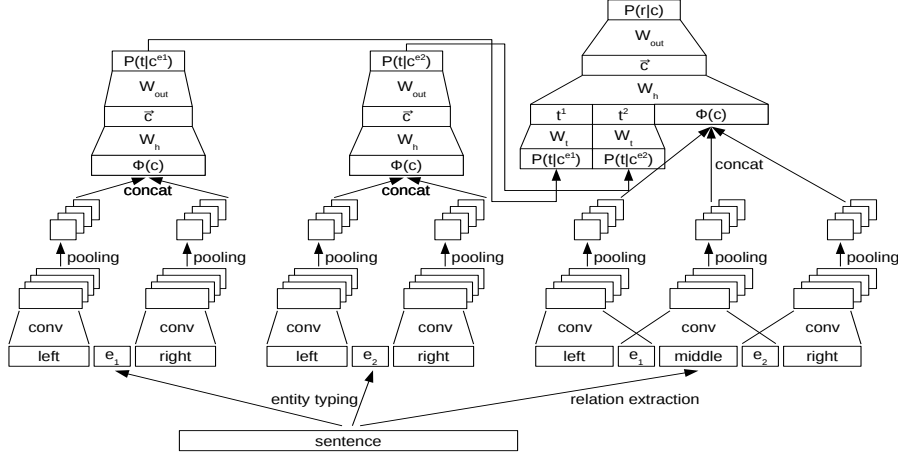 P(r|c)
W_out
c⃗
W_h
t¹ t² Φ(c)
W_t W_t
P(t|c^e1) P(t|c^e2)
concat
P(t|c^e1)
W_out
c⃗
W_h
Φ(c)
concat
P(t|c^e2)
W_out
c⃗
W_h
Φ(c)
concat
pooling pooling pooling pooling pooling pooling pooling
conv conv conv conv conv conv conv
left e₁ right left e₂ right left e₁ middle e₂ right
entity typing relation extraction
sentence